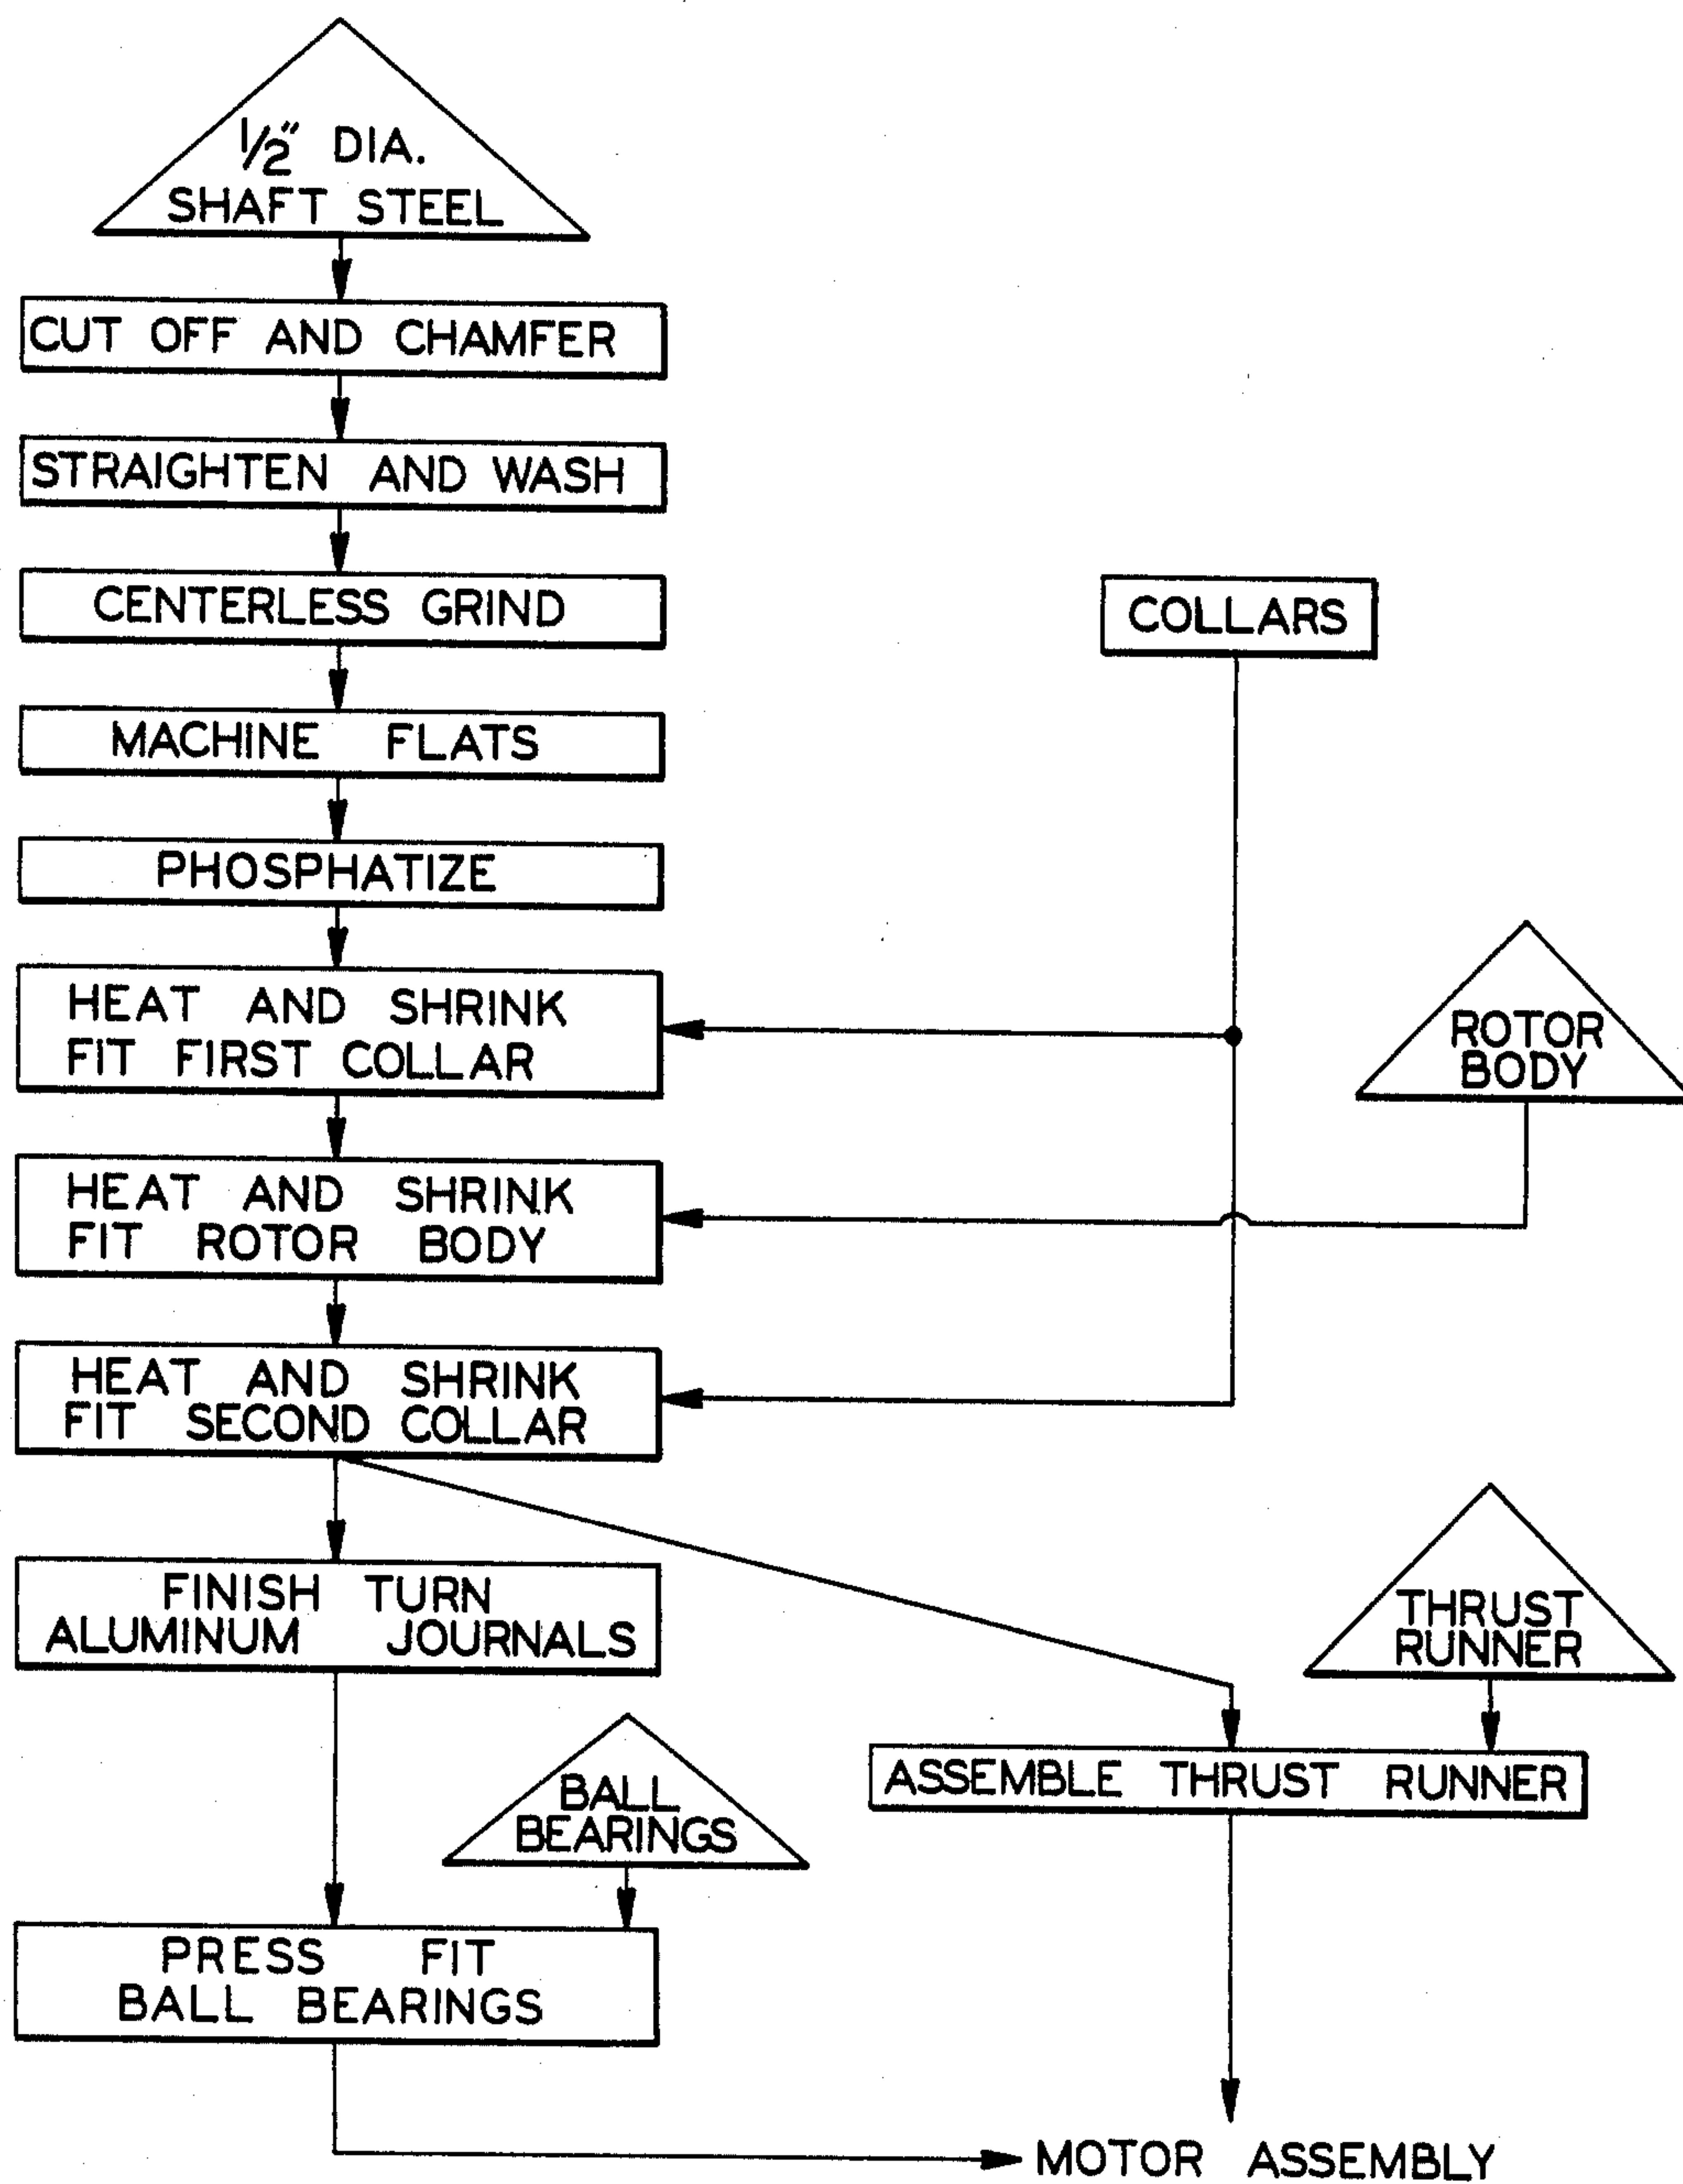 1/2" DIA.
SHAFT STEEL
CUT OFF AND CHAMFER
STRAIGHTEN AND WASH
CENTERLESS GRIND
COLLARS
MACHINE FLATS
PHOSPHATIZE
HEAT AND SHRINK
FIT FIRST COLLAR
ROTOR
BODY
HEAT AND SHRINK
FIT ROTOR BODY
HEAT AND SHRINK
FIT SECOND COLLAR
FINISH TURN
ALUMINUM JOURNALS
THRUST
RUNNER
BALL
BEARINGS
ASSEMBLE THRUST RUNNER
PRESS FIT
BALL BEARINGS
MOTOR ASSEMBLY